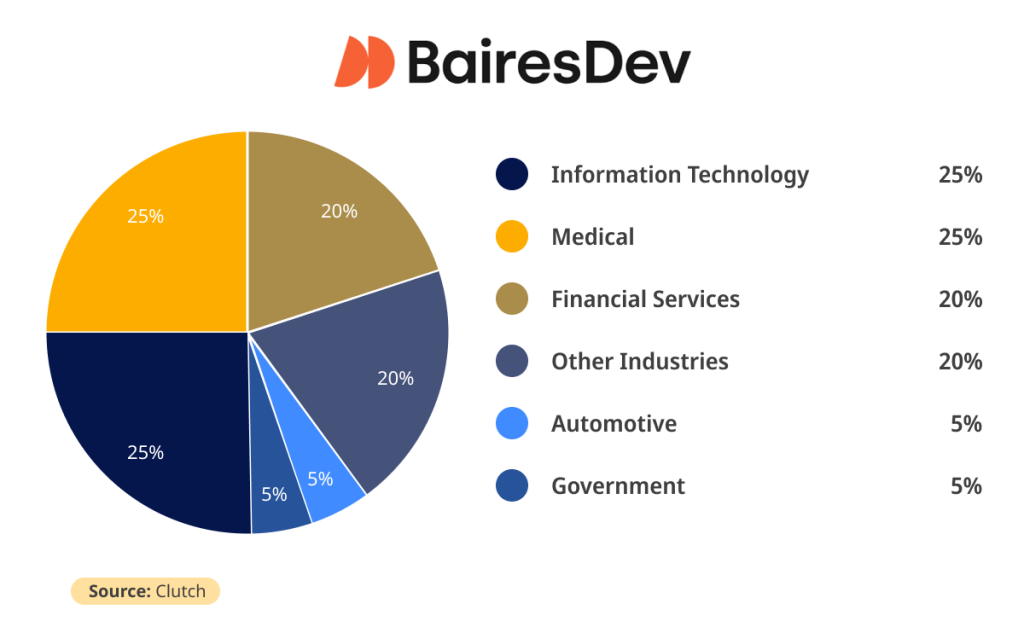 BairesDev
25%
20%
20%
25%
5%
5%
Information Technology 25%
Medical 25%
Financial Services 20%
Other Industries 20%
Automotive 5%
Government 5%
Source: Clutch